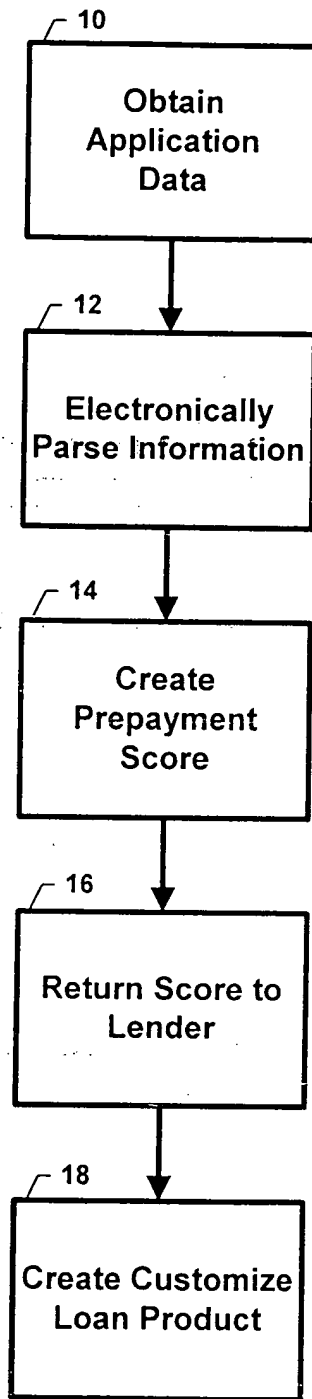 10
Obtain
Application
Data
12
Electronically
Parse Information
14
Create
Prepayment
Score
16
Return Score to
Lender
18
Create Customize
Loan Product